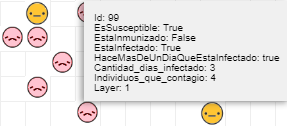 Id: 99
EsSusceptible: True
EstaInmunizado: False
EstaInfectado: True
HaceMasDeUnDiaQueEstaInfectado: true
Cantidad_dias_infectado: 3
Individuos_que_contagio: 4
Layer: 1